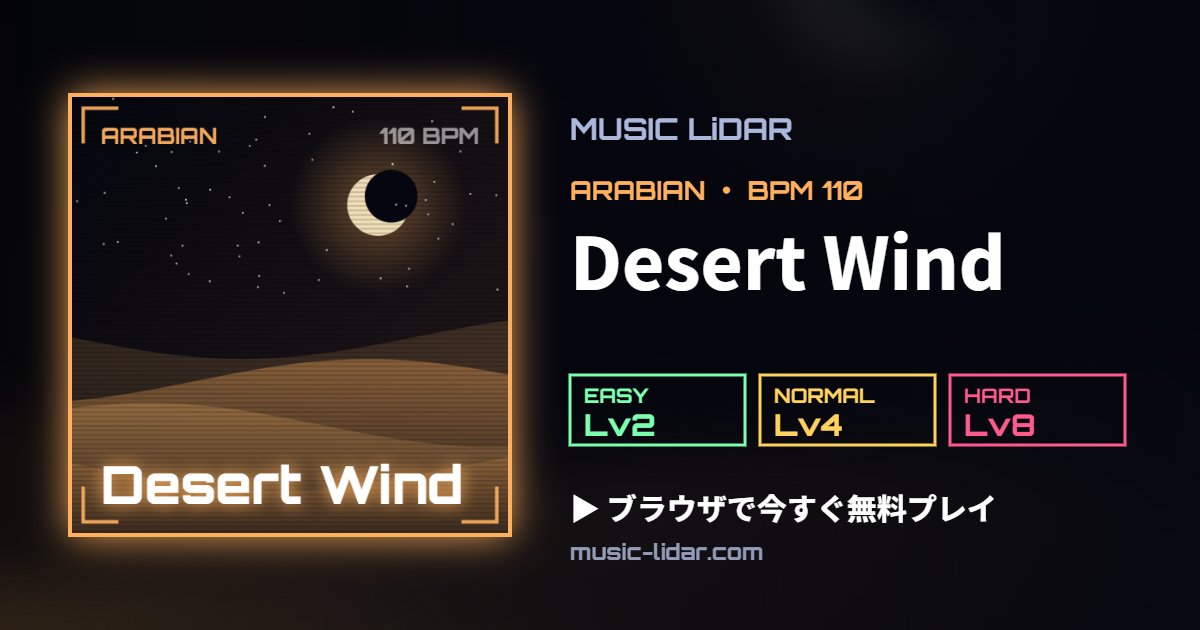 ARABIAN
110 BPM
Desert Wind
MUSIC LiDAR
ARABIAN • BPM 110
Desert Wind
EASY
Lv2
NORMAL
Lv4
HARD
Lv8
▶ ブラウザで今すぐ無料プレイ
music-lidar.com